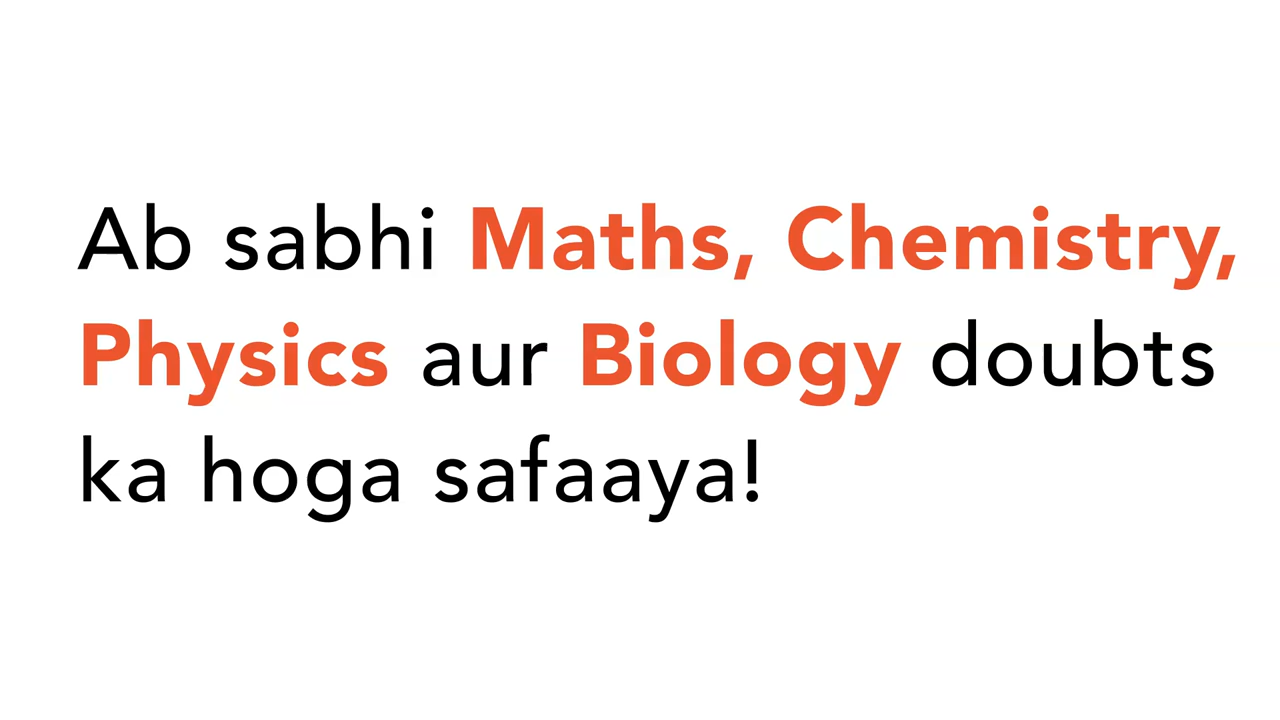 Ab sabhi Maths, Chemistry,
Physics aur Biology doubts
ka hoga safaaya!